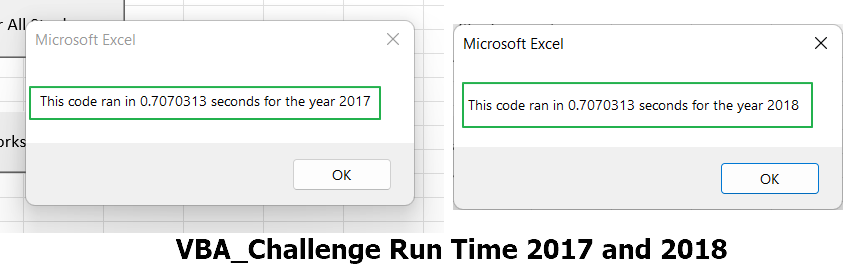 r All St
orks
Microsoft Excel
This code ran in 0.7070313 seconds for the year 2017
OK
Microsoft Excel
This code ran in 0.7070313 seconds for the year 2018
OK
VBA_Challenge Run Time 2017 and 2018